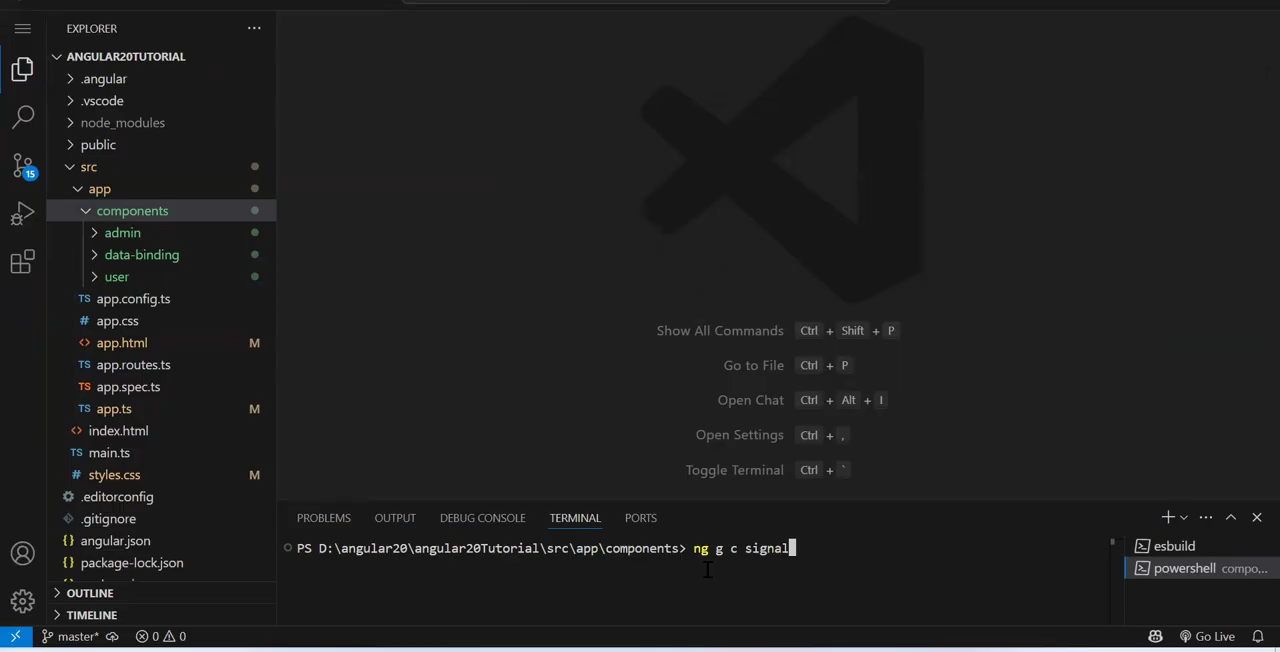 EXPLORER
ANGULAR20TUTORIAL
.angular
.vscode
node_modules
public
src
app
components
admin
data-binding
user
app.config.ts
app.css
app.html M
app.routes.ts
app.spec.ts
app.ts M
index.html
main.ts
styles.css M
.editorconfig
.gitignore
angular.json
package-lock.json
OUTLINE
TIMELINE
15
Show All Commands Ctrl + Shift + P
Go to File Ctrl + P
Open Chat Ctrl + Alt + I
Open Settings Ctrl + ,
Toggle Terminal Ctrl + `
PROBLEMS OUTPUT DEBUG CONSOLE TERMINAL PORTS
PS D:\angular20\angular20Tutorial\src\app\components> ng g c signal
esbuild
powershell compo...
master* 0 0 Go Live